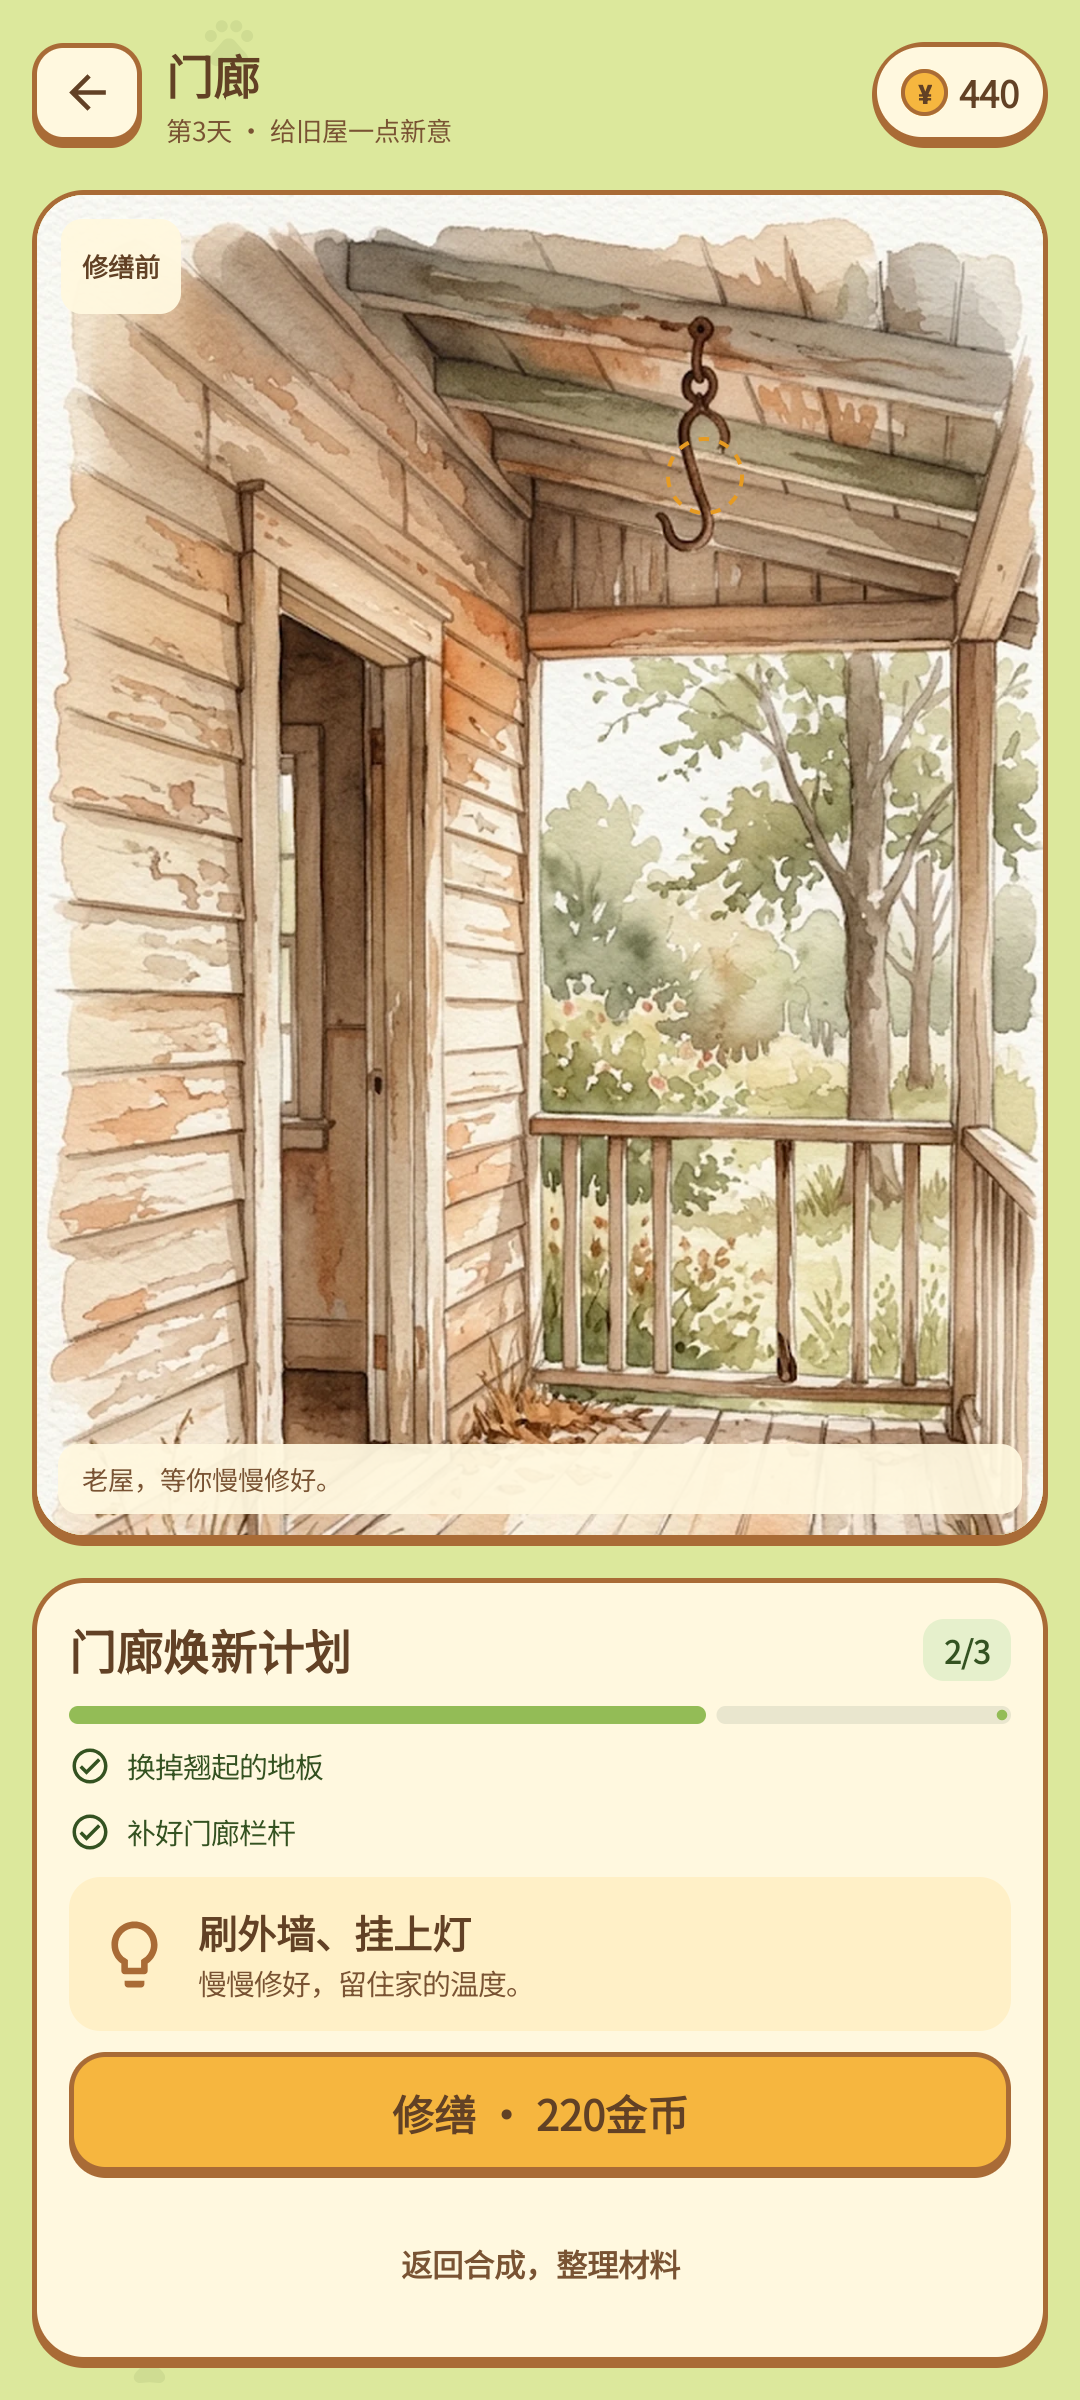 门廊
第3天 · 给旧屋一点新意
¥ 440
修缮前
老屋，等你慢慢修好。
门廊焕新计划
2/3
换掉翘起的地板
补好门廊栏杆
刷外墙、挂上灯
慢慢修好，留住家的温度。
修缮 · 220金币
返回合成，整理材料